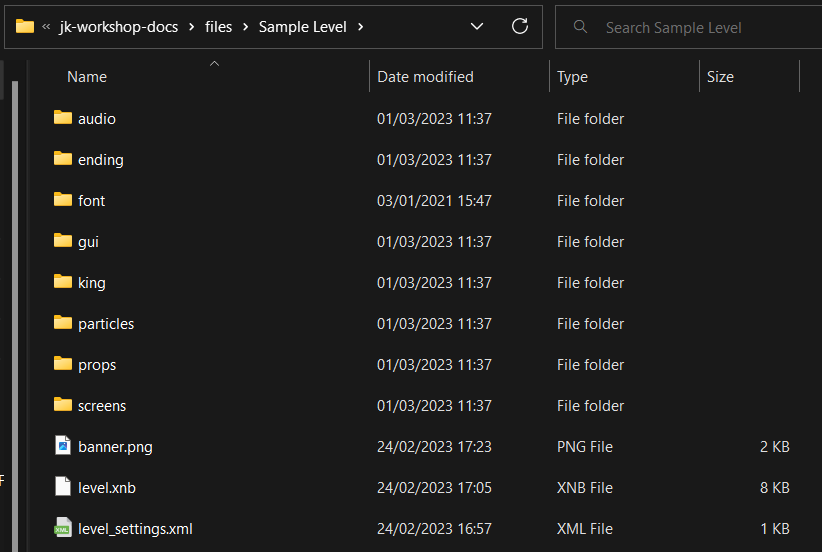 « jk-workshop-docs > files > Sample Level >
Search Sample Level
Name Date modified Type Size
audio 01/03/2023 11:37 File folder
ending 01/03/2023 11:37 File folder
font 03/01/2021 15:47 File folder
gui 01/03/2023 11:37 File folder
king 01/03/2023 11:37 File folder
particles 01/03/2023 11:37 File folder
props 01/03/2023 11:37 File folder
screens 01/03/2023 11:37 File folder
banner.png 24/02/2023 17:23 PNG File 2 KB
level.xnb 24/02/2023 17:05 XNB File 8 KB
level_settings.xml 24/02/2023 16:57 XML File 1 KB